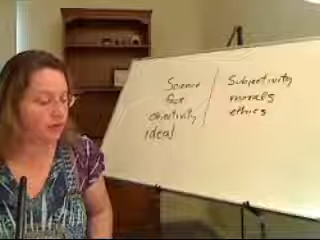 Science
Fact
objectivity
ideal
Subjectivity
morals
ethics